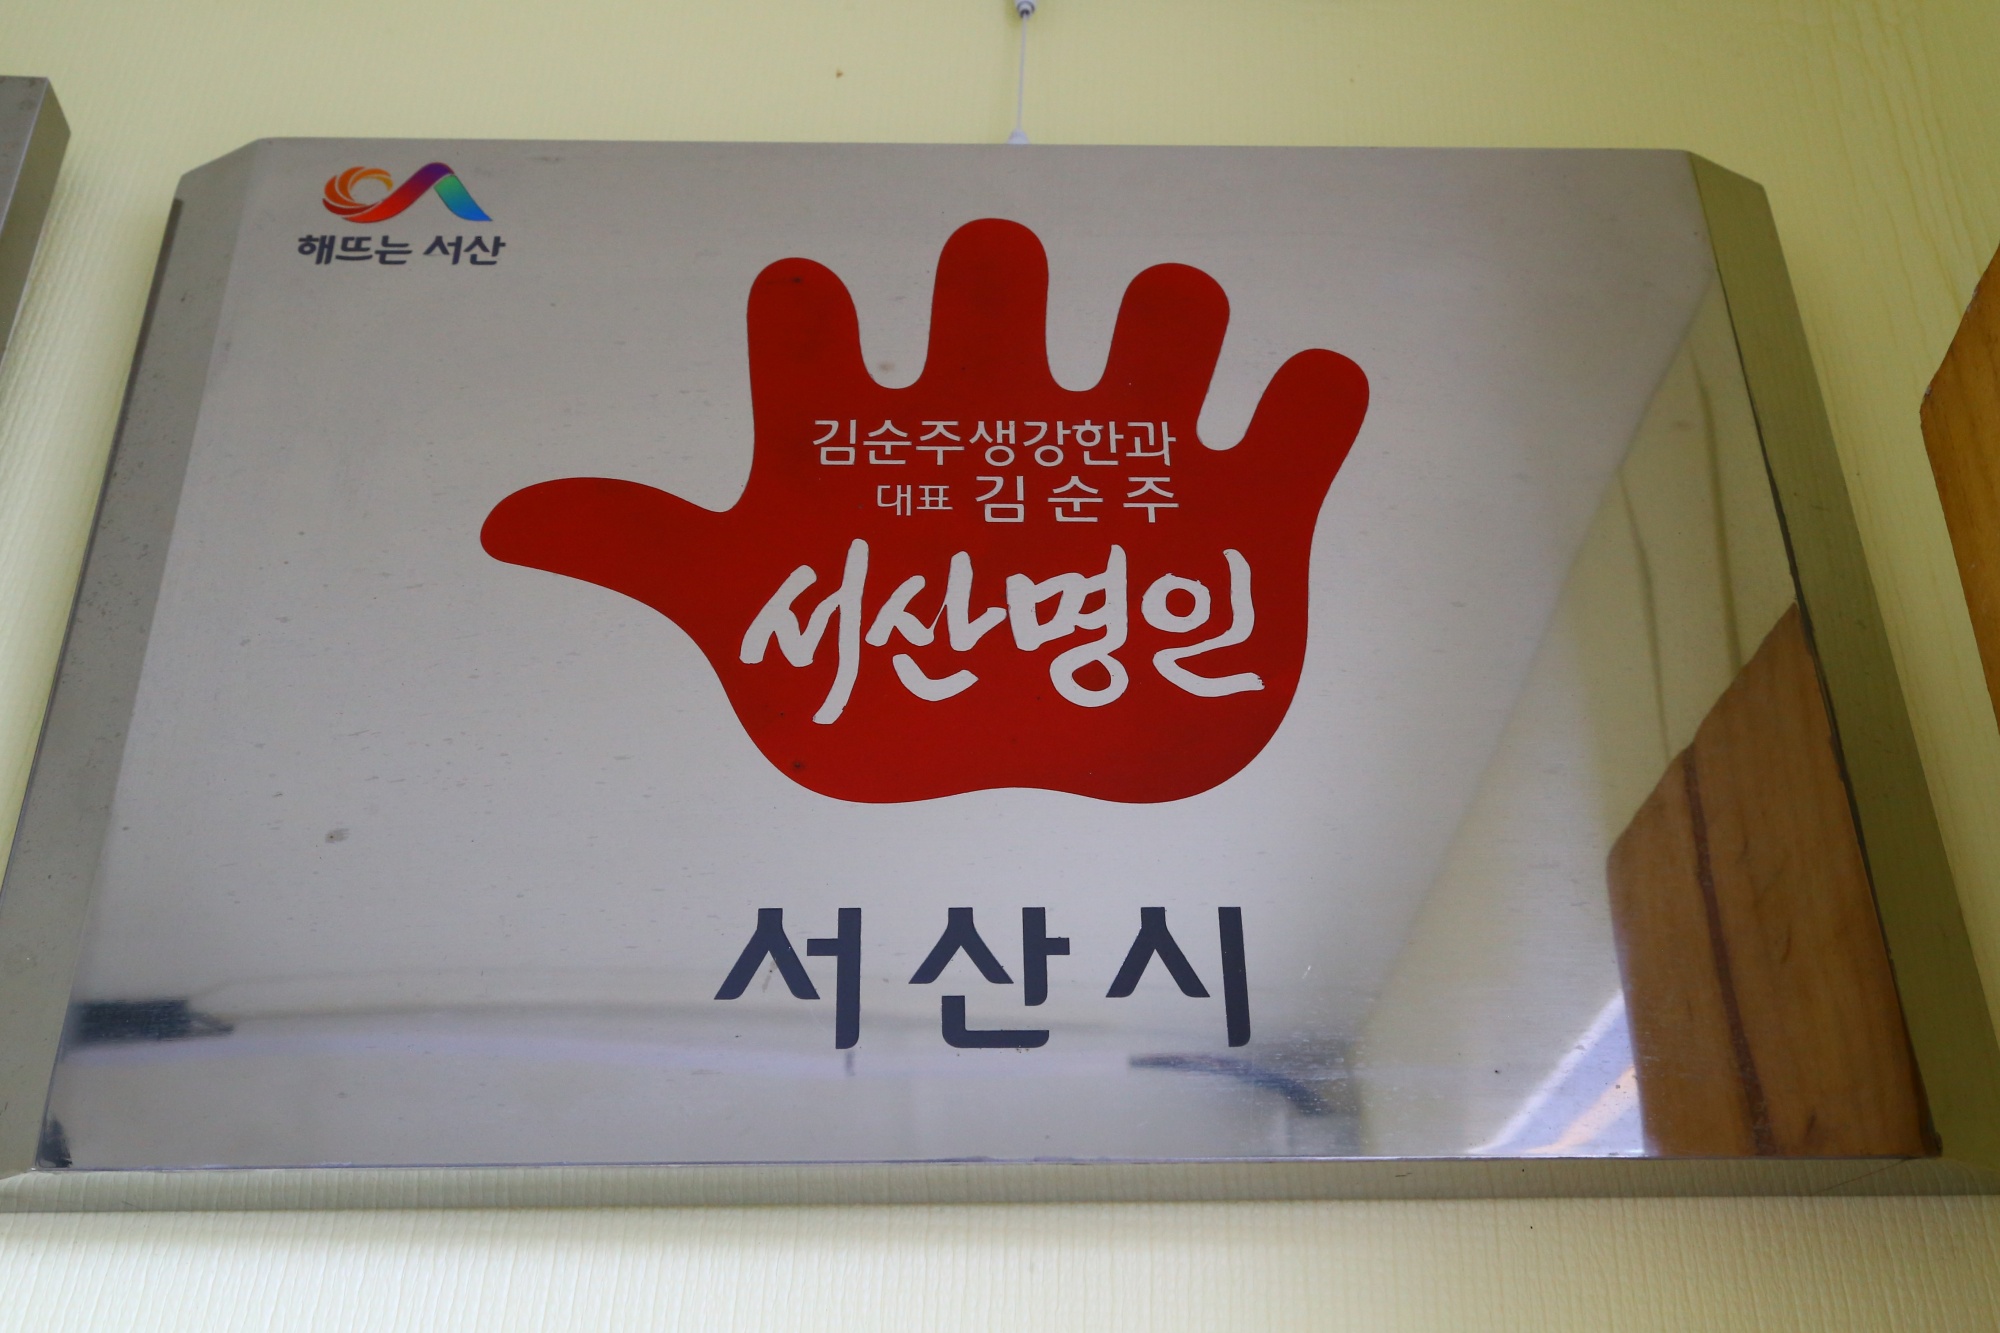 해뜨는 서산
김순주생강한과
대표 김순주
서산명인
서산시